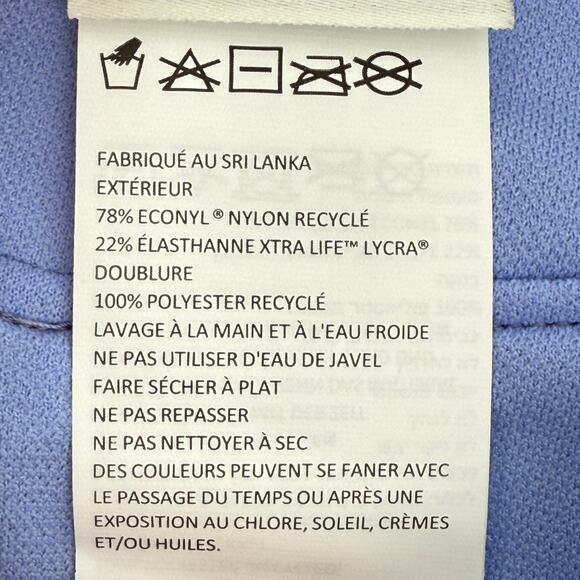 FABRIQUÉ AU SRI LANKA
EXTÉRIEUR
78% ECONYL® NYLON RECYCLÉ
22% ÉLASTHANNE XTRA LIFE™ LYCRA®
DOUBLURE
100% POLYESTER RECYCLÉ
LAVAGE À LA MAIN ET À L'EAU FROIDE
NE PAS UTILISER D'EAU DE JAVEL
FAIRE SÉCHER À PLAT
NE PAS REPASSER
NE PAS NETTOYER À SEC
DES COULEURS PEUVENT SE FANER AVEC
LE PASSAGE DU TEMPS OU APRÈS UNE
EXPOSITION AU CHLORE, SOLEIL, CRÈMES
ET/OU HUILES.